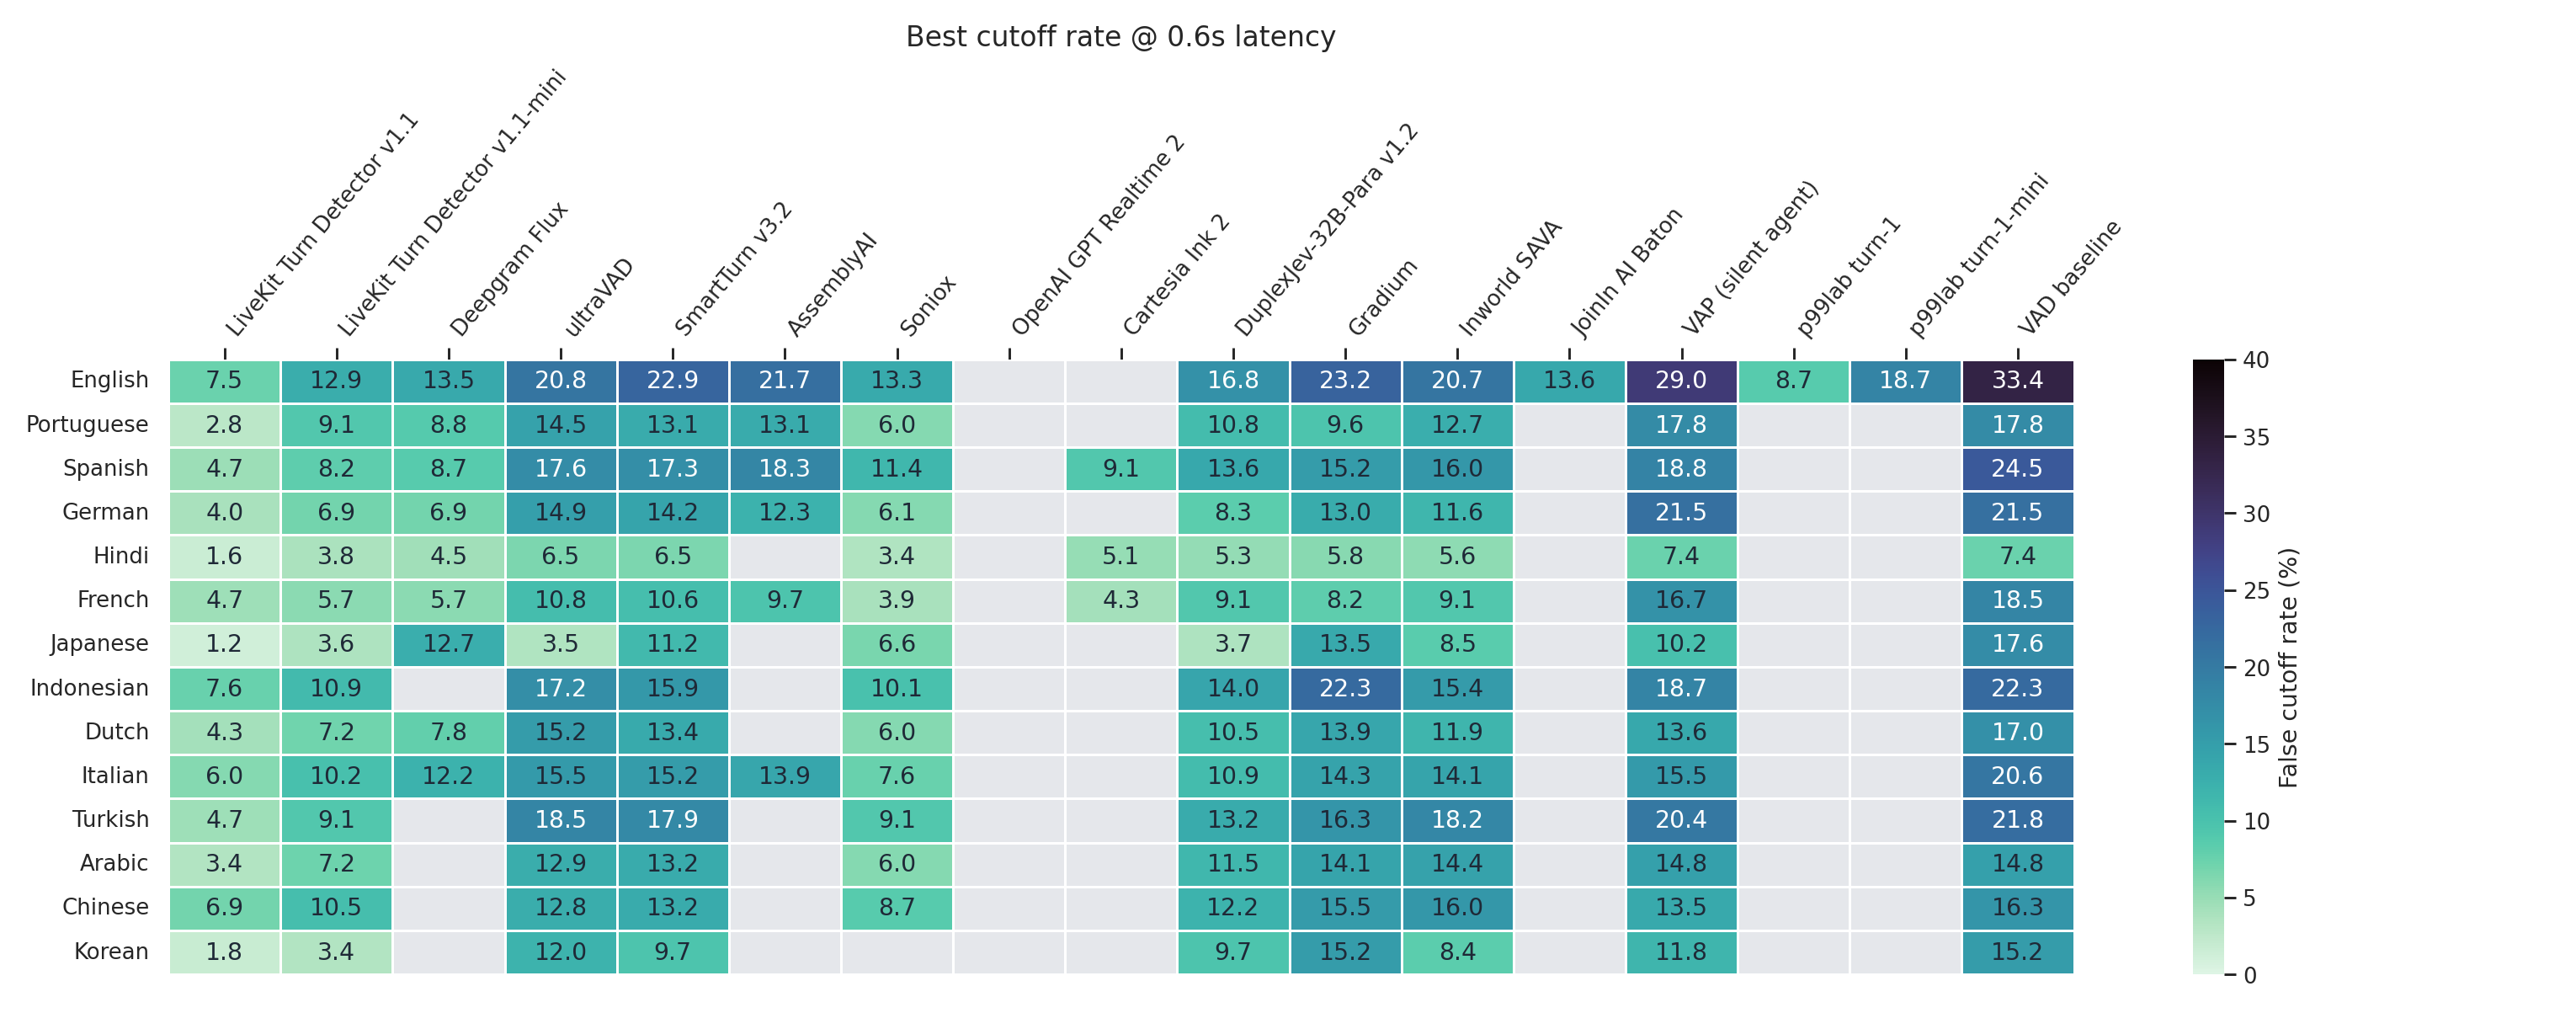 Best cutoff rate @ 0.6s latency
LiveKit Turn Detector v1.1
LiveKit Turn Detector v1.1-mini
Deepgram Flux
ultraVAD
SmartTurn v3.2
AssemblyAI
Soniox
OpenAI GPT Realtime 2
Cartesia Ink 2
DuplexJev-32B-Para v1.2
Gradium
Inworld SAVA
JoinIn AI Baton
VAP (silent agent)
p99lab turn-1
p99lab turn-1-mini
VAD baseline
English 7.5 12.9 13.5 20.8 22.9 21.7 13.3 16.8 23.2 20.7 13.6 29.0 8.7 18.7 33.4
Portuguese 2.8 9.1 8.8 14.5 13.1 13.1 6.0 10.8 9.6 12.7 17.8 17.8
Spanish 4.7 8.2 8.7 17.6 17.3 18.3 11.4 9.1 13.6 15.2 16.0 18.8 24.5
German 4.0 6.9 6.9 14.9 14.2 12.3 6.1 8.3 13.0 11.6 21.5 21.5
Hindi 1.6 3.8 4.5 6.5 6.5 3.4 5.1 5.3 5.8 5.6 7.4 7.4
French 4.7 5.7 5.7 10.8 10.6 9.7 3.9 4.3 9.1 8.2 9.1 16.7 18.5
Japanese 1.2 3.6 12.7 3.5 11.2 6.6 3.7 13.5 8.5 10.2 17.6
Indonesian 7.6 10.9 17.2 15.9 10.1 14.0 22.3 15.4 18.7 22.3
Dutch 4.3 7.2 7.8 15.2 13.4 6.0 10.5 13.9 11.9 13.6 17.0
Italian 6.0 10.2 12.2 15.5 15.2 13.9 7.6 10.9 14.3 14.1 15.5 20.6
Turkish 4.7 9.1 18.5 17.9 9.1 13.2 16.3 18.2 20.4 21.8
Arabic 3.4 7.2 12.9 13.2 6.0 11.5 14.1 14.4 14.8 14.8
Chinese 6.9 10.5 12.8 13.2 8.7 12.2 15.5 16.0 13.5 16.3
Korean 1.8 3.4 12.0 9.7 9.7 15.2 8.4 11.8 15.2
40
35
30
25
20
15
10
5
0
False cutoff rate (%)